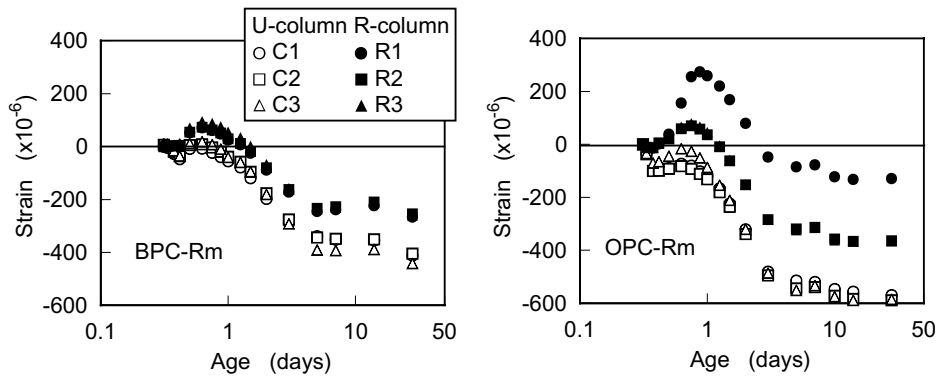 U-column R-column
C1 R1
C2 R2
C3 R3
400
200
0
-200
-400
-600
Strain (x10-6)
BPC-Rm
0.1 1 10 50
Age (days)
400
200
0
-200
-400
-600
Strain (x10-6)
OPC-Rm
0.1 1 10 50
Age (days)